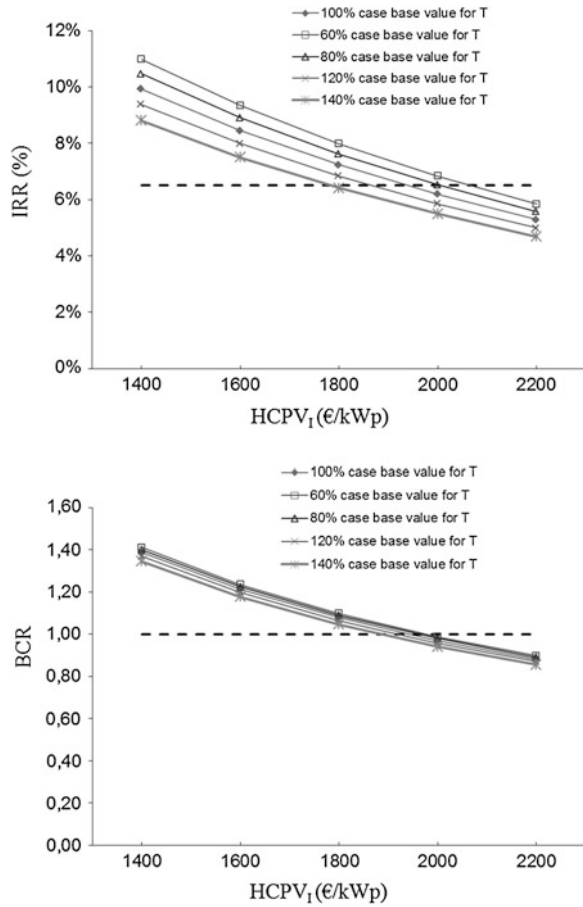 100% case base value for T
60% case base value for T
80% case base value for T
120% case base value for T
140% case base value for T
12%
10%
8%
6%
4%
2%
0%
IRR (%)
1400 1600 1800 2000 2200
HCPV_I (€/kWp)
100% case base value for T
60% case base value for T
80% case base value for T
120% case base value for T
140% case base value for T
1,60
1,40
1,20
1,00
0,80
0,60
0,40
0,20
0,00
BCR
1400 1600 1800 2000 2200
HCPV_I (€/kWp)